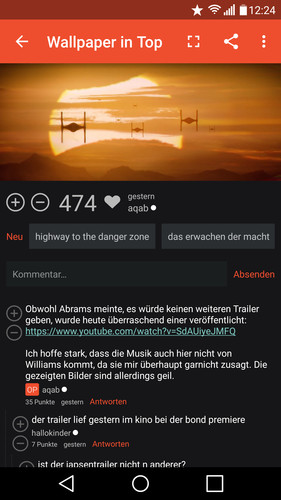 12:24
Wallpaper in Top
474
gestern
aqab
Neu
highway to the danger zone
das erwachen der macht
Kommentar...
Absenden
Obwohl Abrams meinte, es würde keinen weiteren Trailer
geben, wurde heute überraschend einer veröffentlicht:
https://www.youtube.com/watch?v=SdAUiyeJMFQ
Ich hoffe stark, dass die Musik auch hier nicht von
Williams kommt, da sie mir überhaupt garnicht zusagt. Die
gezeigten Bilder sind allerdings geil.
OP aqab
35 Punkte gestern Antworten
der trailer lief gestern im kino bei der bond premiere
hallokinder
7 Punkte gestern Antworten
ist der japsentrailer nicht n anderer?